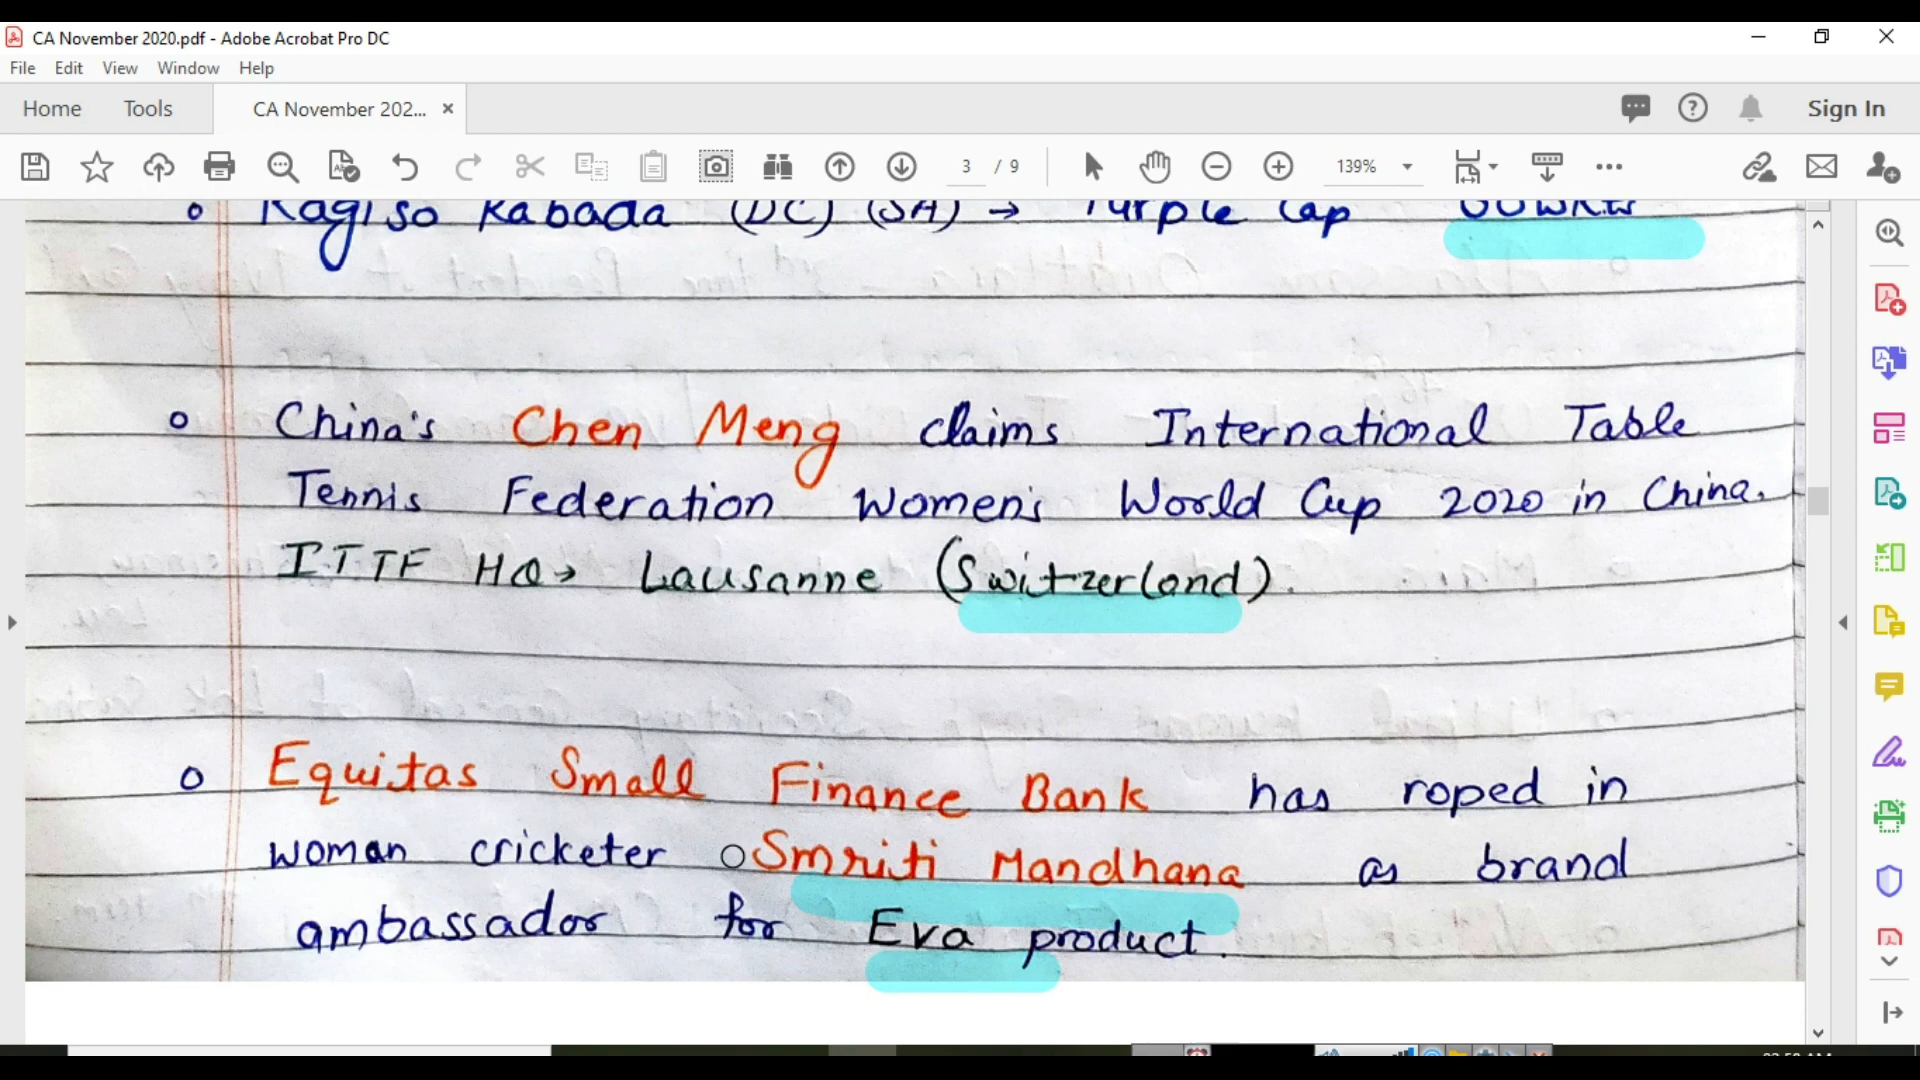 CA November 2020.pdf - Adobe Acrobat Pro DC
File Edit View Window Help
Home Tools CA November 202... × Sign In
3 / 9 139%
o Kagiso Rabada (DC) (SA) → Purple Cap
o China's Chen Meng claims International Table
Tennis Federation Women's World Cup 2020 in China.
ITTF HQ→ Lausanne (Switzerland).
o Equitas Small Finance Bank has roped in
woman cricketer Smriti Mandhana as brand
ambassador for Eva product.